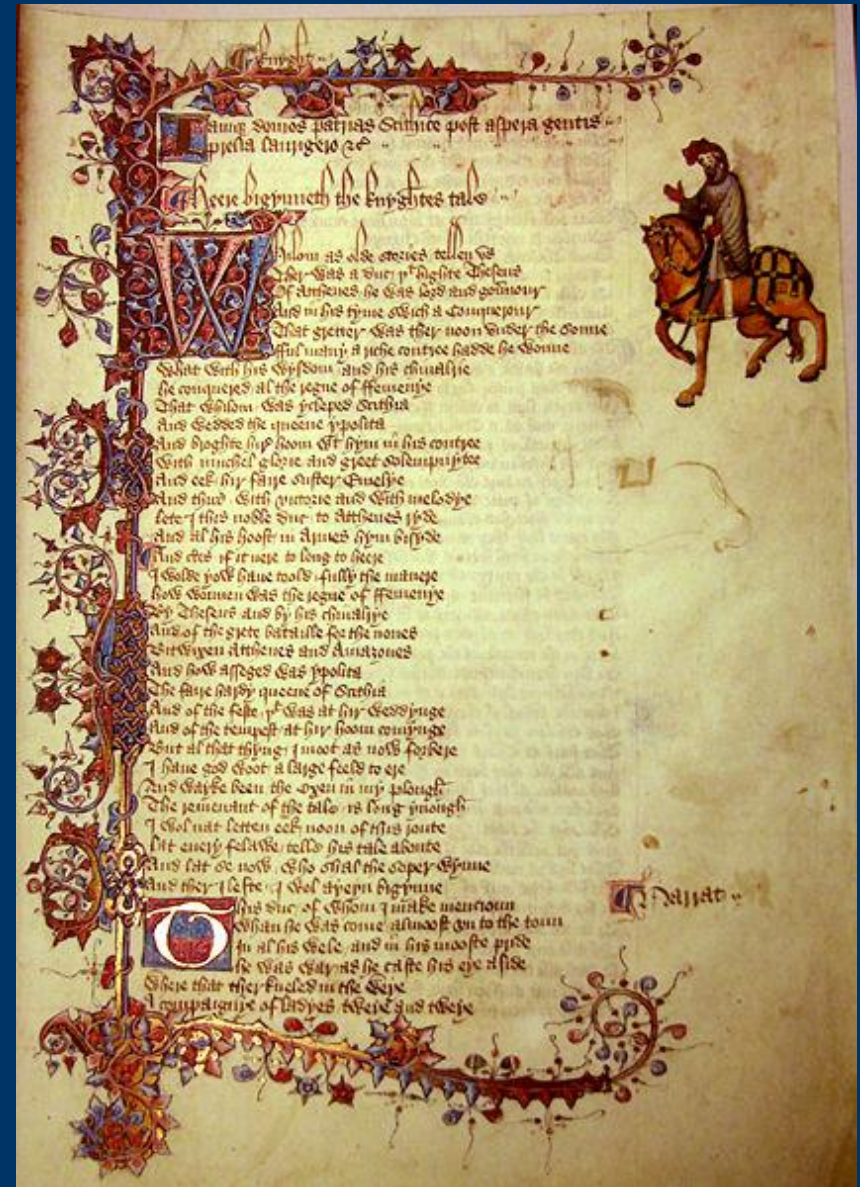 ¶ Knyght
Iamq; domos patrias Scithice post aspera gentis
prelia laurigero &c
¶ Heere bigynneth the knyghtes tale
Whilom as olde stories tellen vs
Ther was a duc yt highte Theseus
Of Atthenes he was lord and gouernour
And in his tyme swich a Conquerour
That gretter was ther noon vnder the sonne
fful many a riche contree hadde he wonne
What with his wysdom and his chiualrie
he conquered al the regne of ffemenye
That whilom was ycleped Scithia
And wedded the queene ypolita
And broghte hir hoom wt hym in his contree
With muchel glorie and greet solempnytee
And eek hir faire suster Emelye
And thus with victorie and with melodye
lete I this noble duc to Atthenes ryde
And al his hoost in Armes hym bisyde
And certes if it nere to long to heere
I wolde yow haue toold fully the manere
how wonnen was the regne of ffemenye
By Theseus and by his chiualrye
And of the grete bataille for the nones
Bitwixen Atthenes and Amazones
And how asseged was ypolita
The faire hardy queene of Scithia
And of the feste yt was at hir weddynge
And of the tempest at hir hoom comynge
But al that thyng I moot as now forbere
I haue god woot a large feeld to ere
And wayke been the Oxen in my plough
The remenant of the tale is long ynough
I wol nat letten eek noon of this route
lat euery felawe telle his tale aboute
And lat se now who shal the soper wynne
And ther I lefte I wol ayeyn bigynne
This duc of whom I make mencioun
Whan he was come almoost vn to the toun
In al his wele and in his mooste pride
he was war as he caste his eye aside
Where that ther kneled in the weye
A compaignye of ladyes tweye and tweye
¶ Narrat